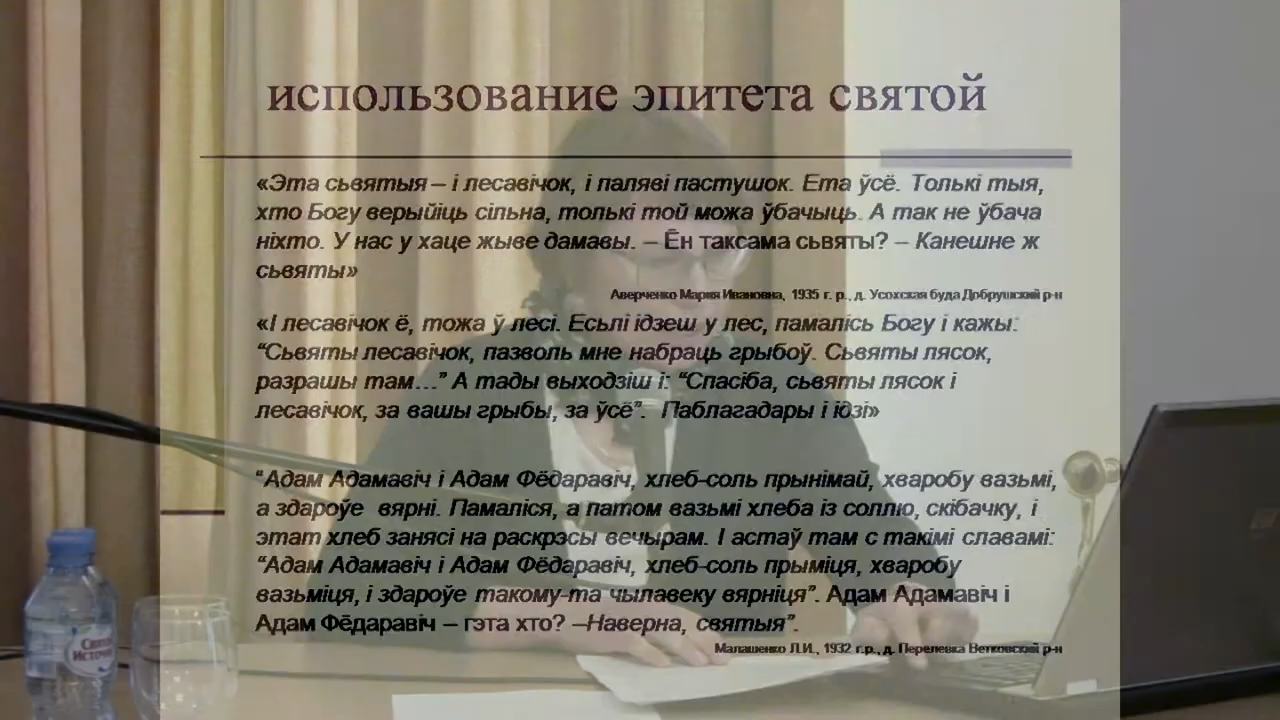 использование эпитета святой
«Эта сьвятыя – і лесавічок, і паляві пастушок. Ета ўсё. Толькі тыя,
хто Богу верыйіць сільна, толькі той можа ўбачыць. А так не ўбача
ніхто. У нас у хаце жыве дамавы. – Ён таксама сьвяты? – Канешне ж
сьвяты»
Аверченко Мария Ивановна, 1935 г. р., д. Усохская буда Добрушский р-н
«І лесавічок ё, тожа ў лесі. Есьлі ідзеш у лес, памалісь Богу і кажы:
“Сьвяты лесавічок, пазволь мне набраць грыбоў. Сьвяты лясок,
разрашы там…” А тады выходзіш і: “Спасіба, сьвяты лясок і
лесавічок, за вашы грыбы, за ўсё”. Паблагадары і ідзі»
“Адам Адамавіч і Адам Фёдаравіч, хлеб-соль прынімай, хваробу вазьмі,
а здароўе вярні. Памаліся, а патом вазьмі хлеба із соллю, скібачку, і
этат хлеб занясі на раскрэсы вечырам. І астаў там с такімі славамі:
“Адам Адамавіч і Адам Фёдаравіч, хлеб-соль прыміця, хваробу
вазьміця, і здароўе такому-та чылавеку вярніця”. Адам Адамавіч і
Адам Фёдаравіч – гэта хто? –Наверна, святыя”.
Малашенко Л.И., 1932 г.р., д. Перелевка Ветковский р-н
Святой
Источник